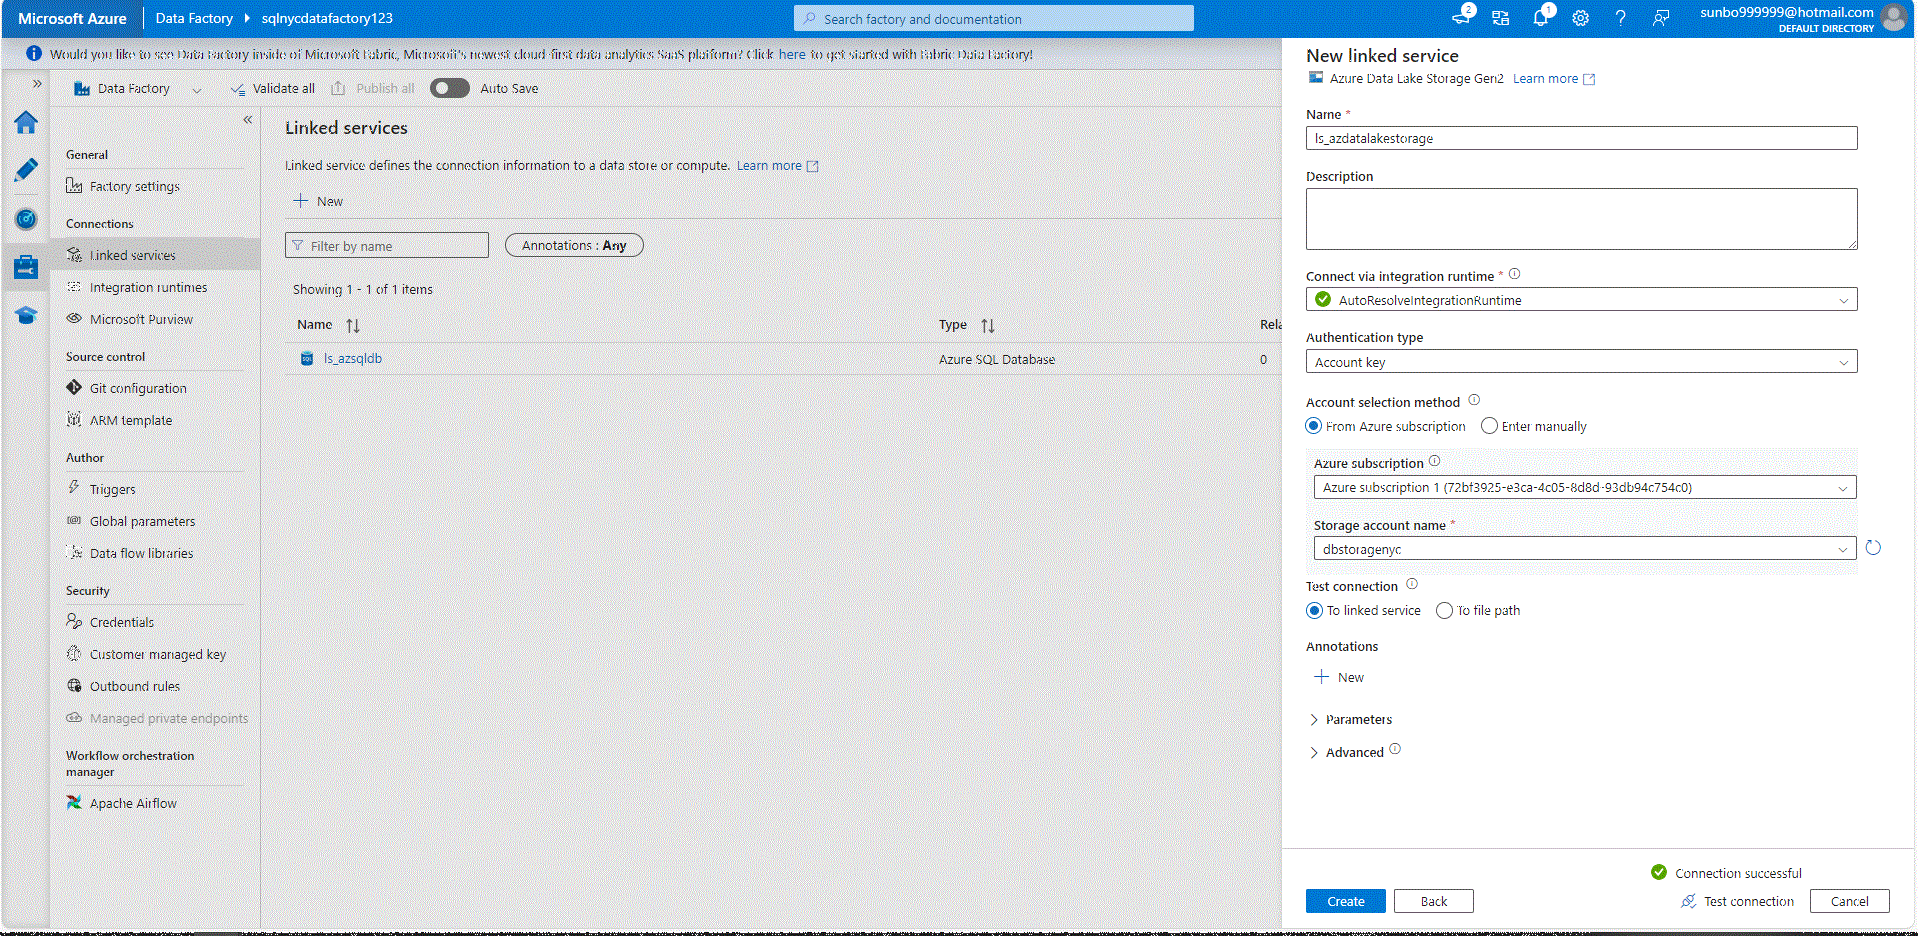 Microsoft Azure
Data Factory
sqlnycdatafactory123
Search factory and documentation
2
1
sunbo999999@hotmail.com
DEFAULT DIRECTORY
Would you like to see Data Factory inside of Microsoft Fabric, Microsoft's newest cloud-first data analytics SaaS platform? Click here to get started with Fabric Data Factory!
Data Factory
Validate all
Publish all
Auto Save
General
Factory settings
Connections
Linked services
Integration runtimes
Microsoft Purview
Source control
Git configuration
ARM template
Author
Triggers
Global parameters
Data flow libraries
Security
Credentials
Customer managed key
Outbound rules
Managed private endpoints
Workflow orchestration
manager
Apache Airflow
Linked services
Linked service defines the connection information to a data store or compute. Learn more
New
Filter by name
Annotations : Any
Showing 1 - 1 of 1 items
Name
Type
Rela
ls_azsqldb
Azure SQL Database
0
New linked service
Azure Data Lake Storage Gen2 Learn more
Name *
ls_azdatalakestorage
Description
Connect via integration runtime *
AutoResolveIntegrationRuntime
Authentication type
Account key
Account selection method
From Azure subscription
Enter manually
Azure subscription
Azure subscription 1 (72bf3925-e3ca-4c05-8d8d-93db94c754c0)
Storage account name *
dbstoragenyc
Test connection
To linked service
To file path
Annotations
New
Parameters
Advanced
Connection successful
Create
Back
Test connection
Cancel